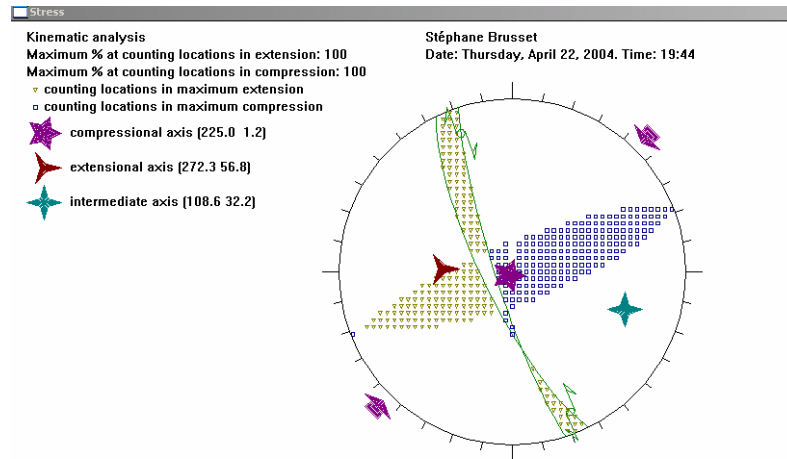 Stress
Kinematic analysis
Maximum % at counting locations in extension: 100
Maximum % at counting locations in compression: 100
counting locations in maximum extension
counting locations in maximum compression
compressional axis (225.0 1.2)
extensional axis (272.3 56.8)
intermediate axis (108.6 32.2)
Stéphane Brusset
Date: Thursday, April 22, 2004. Time: 19:44